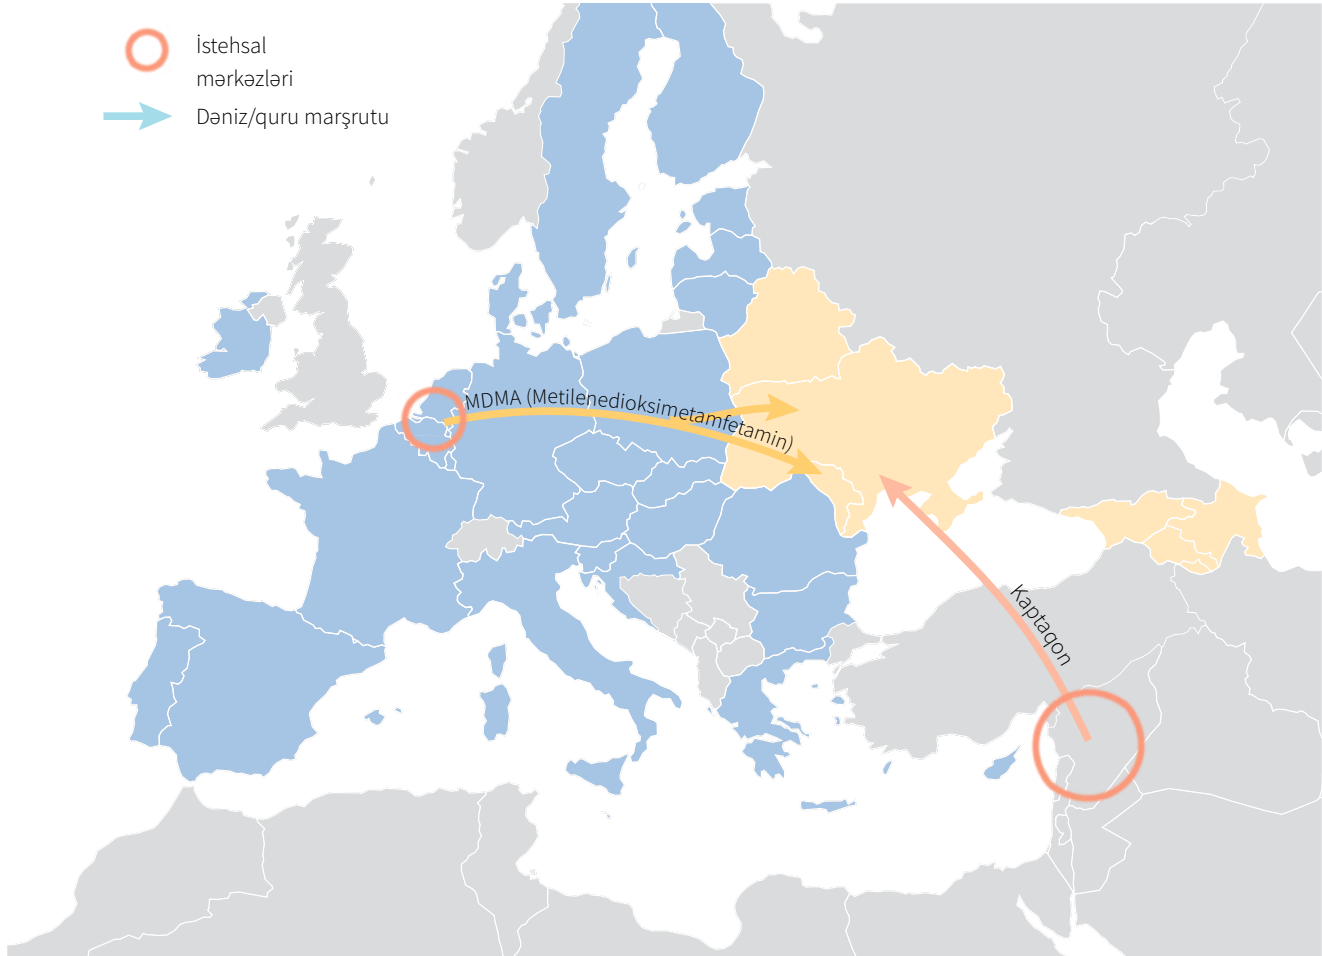 İstehsal
mərkəzləri
Dəniz/quru marşrutu
MDMA (Metilenedioksimetamfetamin)
Kaptaqon